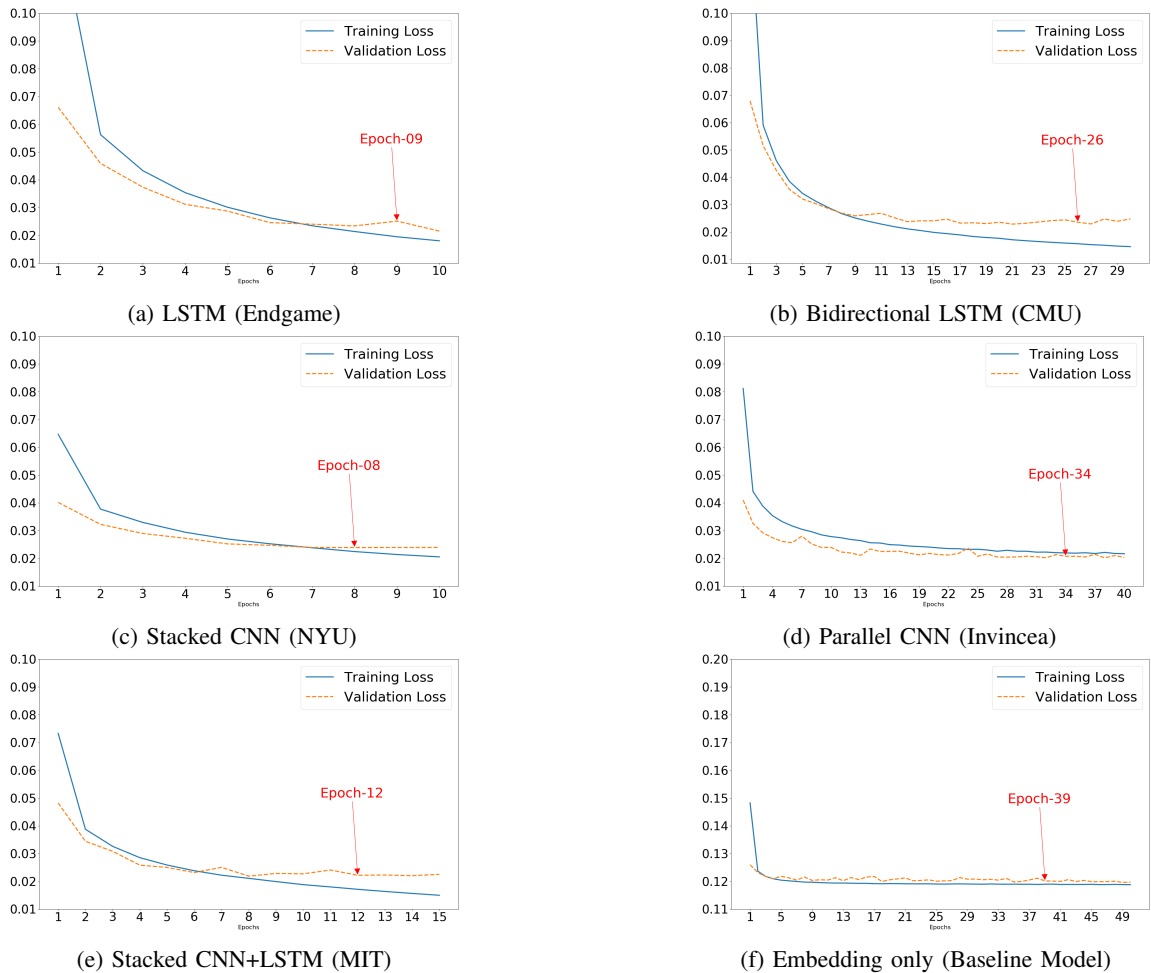 0.10
0.09
0.08
0.07
0.06
0.05
0.04
0.03
0.02
0.01
Training Loss
Validation Loss
Epoch-09
1 2 3 4 5 6 7 8 9 10
Epochs
(a) LSTM (Endgame)
0.10
0.09
0.08
0.07
0.06
0.05
0.04
0.03
0.02
0.01
Training Loss
Validation Loss
Epoch-26
1 3 5 7 9 11 13 15 17 19 21 23 25 27 29
Epochs
(b) Bidirectional LSTM (CMU)
0.10
0.09
0.08
0.07
0.06
0.05
0.04
0.03
0.02
0.01
Training Loss
Validation Loss
Epoch-08
1 2 3 4 5 6 7 8 9 10
Epochs
(c) Stacked CNN (NYU)
0.10
0.09
0.08
0.07
0.06
0.05
0.04
0.03
0.02
0.01
Training Loss
Validation Loss
Epoch-34
1 4 7 10 13 16 19 22 25 28 31 34 37 40
Epochs
(d) Parallel CNN (Invincea)
0.10
0.09
0.08
0.07
0.06
0.05
0.04
0.03
0.02
0.01
Training Loss
Validation Loss
Epoch-12
1 2 3 4 5 6 7 8 9 10 11 12 13 14 15
Epochs
(e) Stacked CNN+LSTM (MIT)
0.20
0.19
0.18
0.17
0.16
0.15
0.14
0.13
0.12
0.11
Training Loss
Validation Loss
Epoch-39
1 5 9 13 17 21 25 29 33 37 41 45 49
Epochs
(f) Embedding only (Baseline Model)